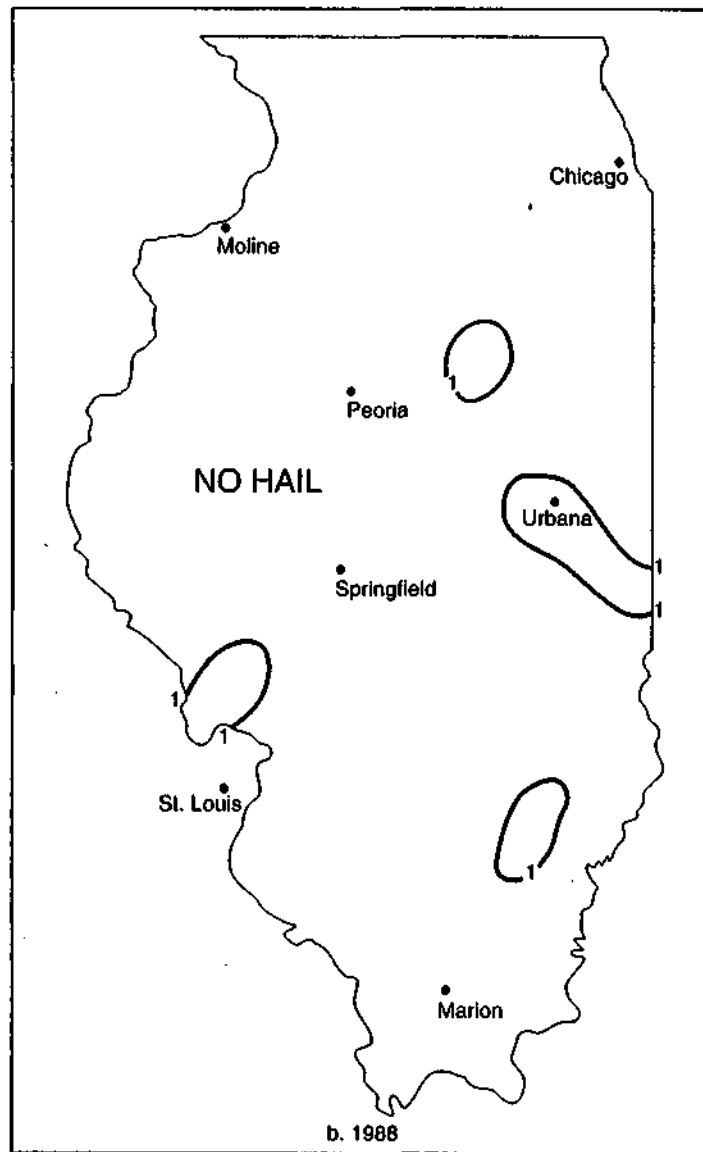 Chicago
Moline
1
Peoria
NO HAIL
Urbana
1
Springfield
1
1
1
St. Louis
1
Marion
b. 1988